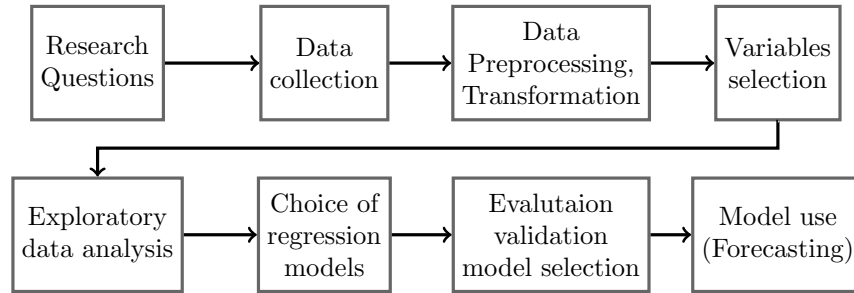 Research
Questions
Data
collection
Data
Preprocessing,
Transformation
Variables
selection
Exploratory
data analysis
Choice of
regression
models
Evalutaion
validation
model selection
Model use
(Forecasting)